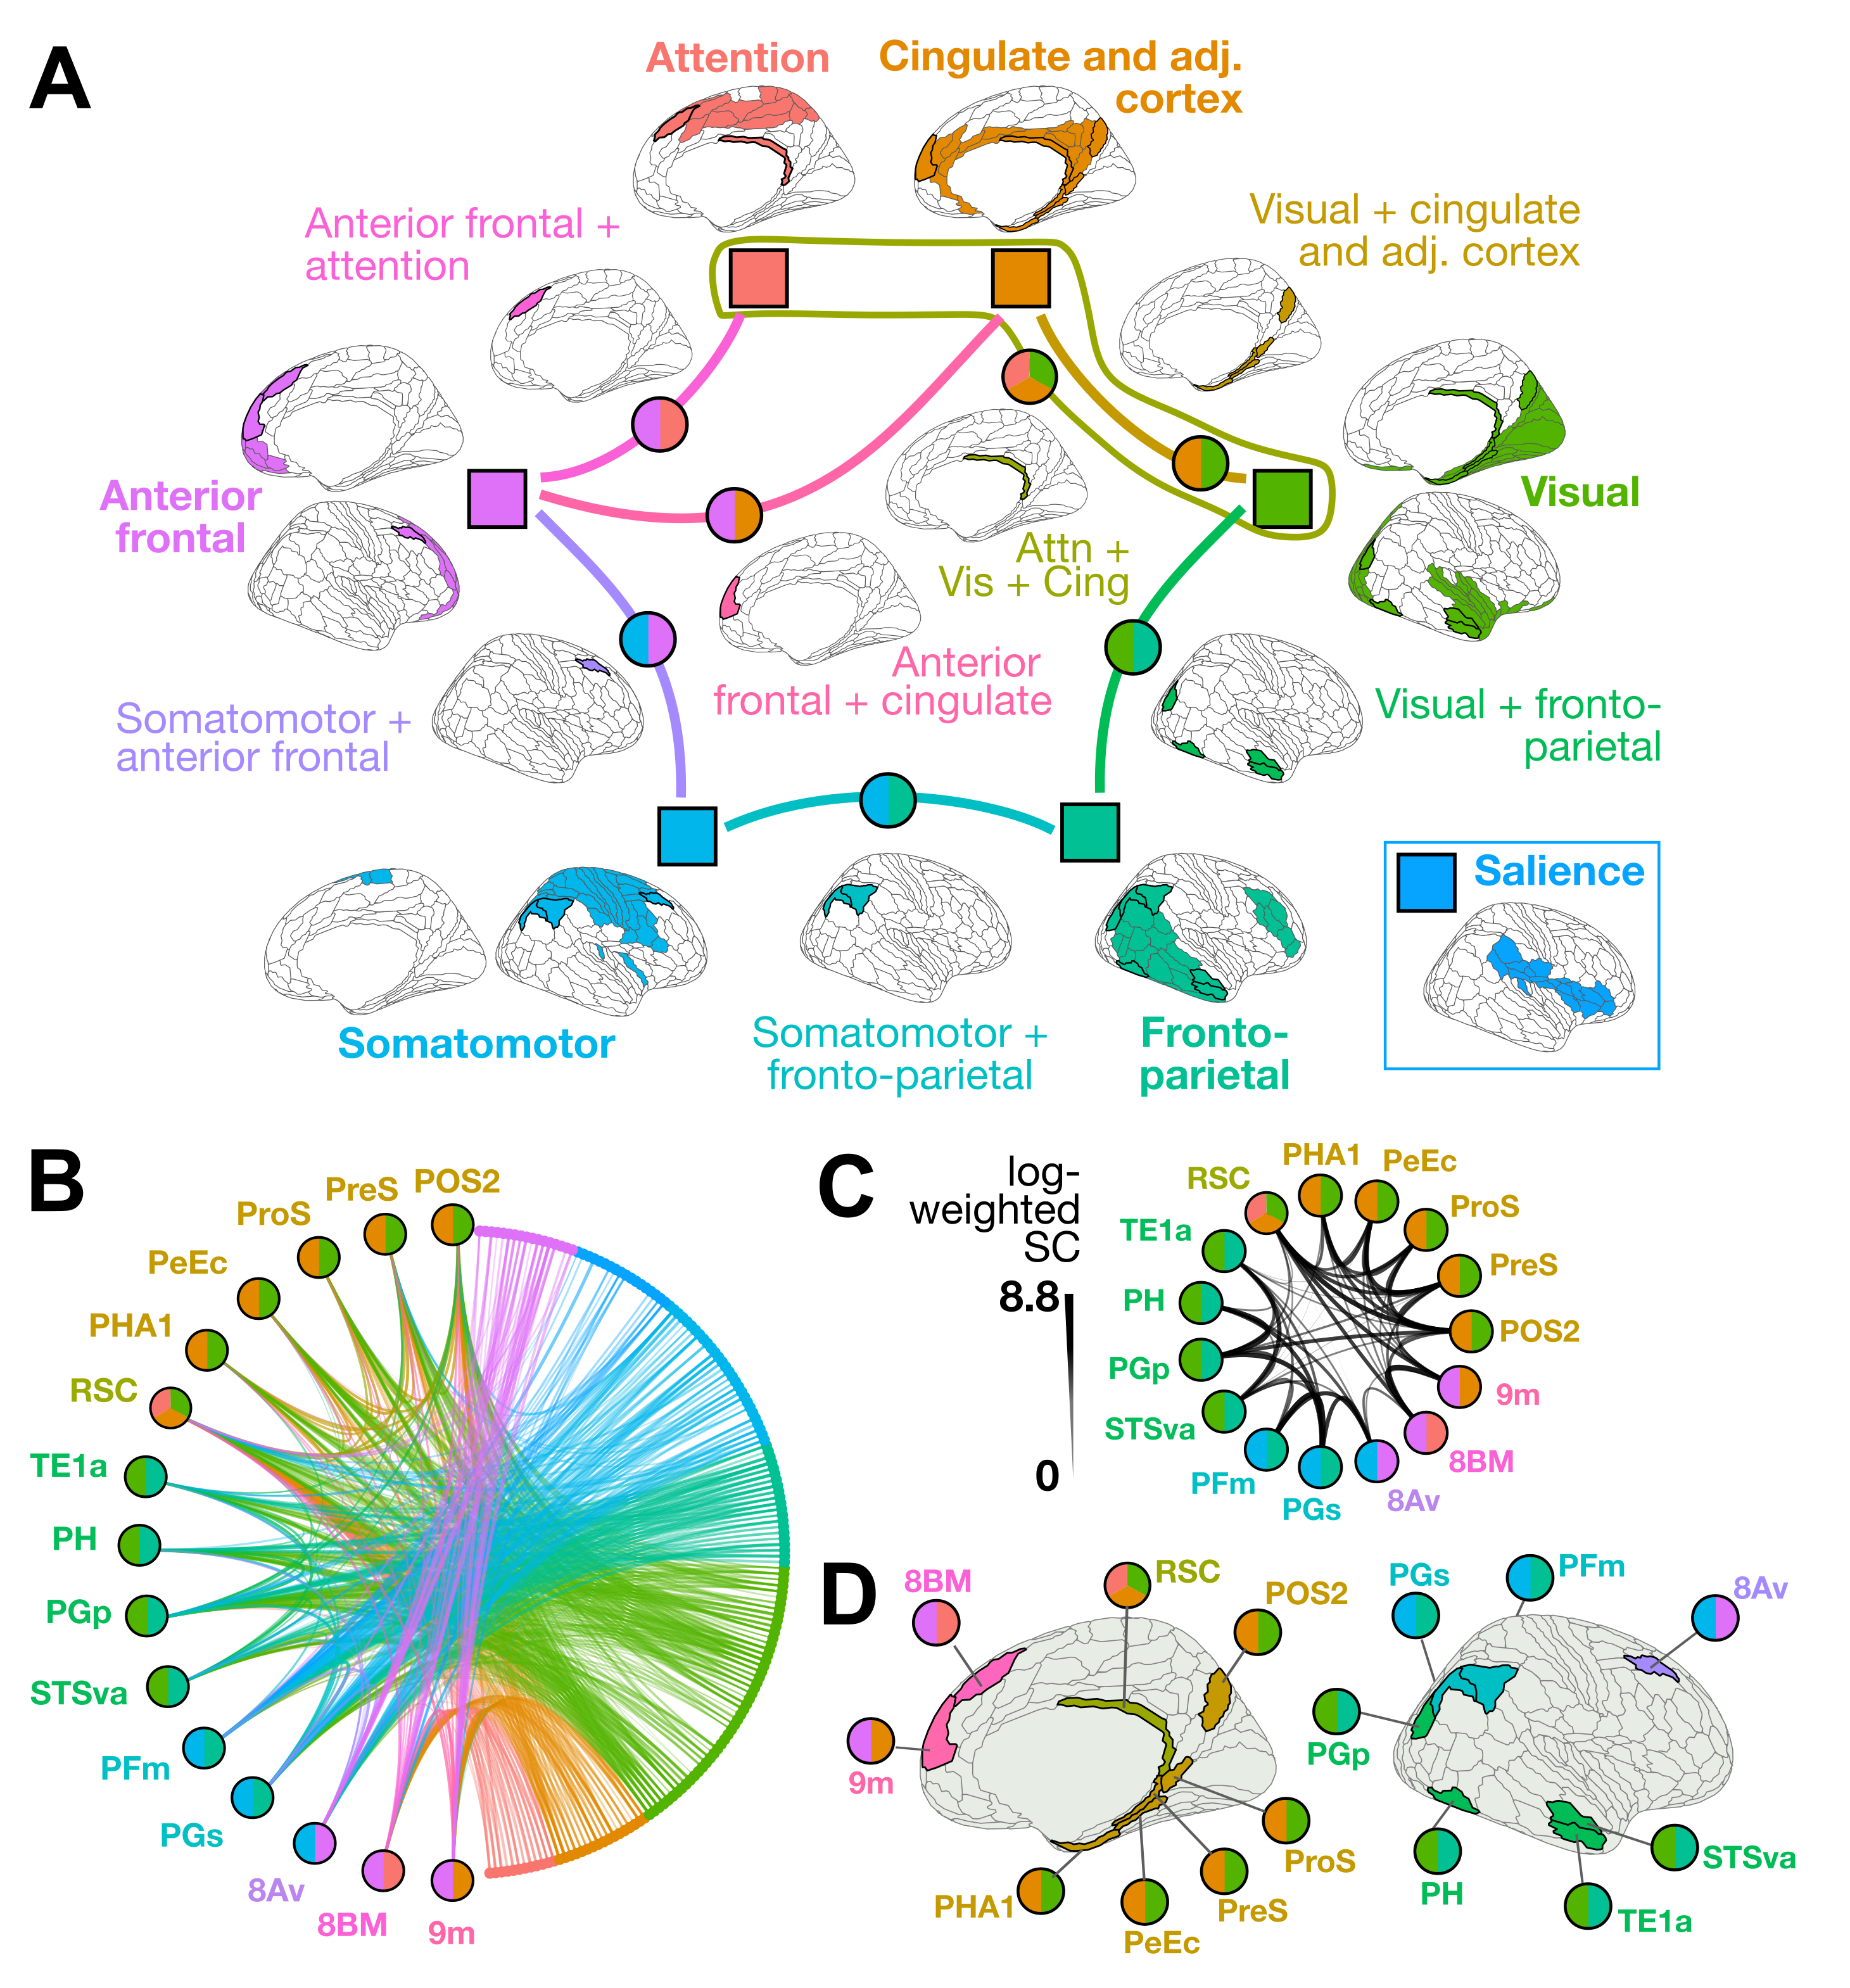 A
Attention
Cingulate and adj.
cortex
Anterior frontal +
attention
Visual + cingulate
and adj. cortex
Anterior
frontal
Visual
Attn +
Vis + Cing
Anterior
frontal + cingulate
Somatomotor +
anterior frontal
Visual + fronto-
parietal
Salience
Somatomotor
Somatomotor +
fronto-parietal
Fronto-
parietal
B
POS2
PreS
ProS
PeEc
PHA1
RSC
TE1a
PH
PGp
STSva
PFm
PGs
8Av
8BM
9m
C
log-
weighted
SC
8.8
0
PHA1
PeEc
RSC
ProS
TE1a
PreS
PH
POS2
PGp
9m
STSva
8BM
PFm
8Av
PGs
D
8BM
RSC
POS2
9m
ProS
PHA1
PreS
PeEc
PGs
PFm
8Av
PGp
PH
STSva
TE1a